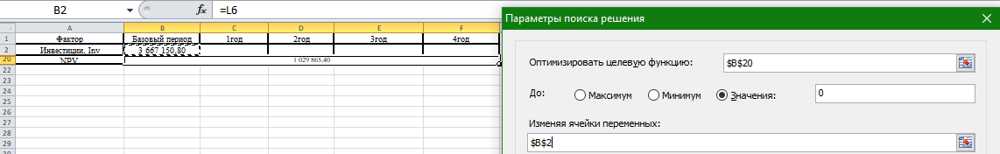 B2 fx =L6
A B C D E F
1 Фактор Базовый период 1год 2год 3год 4год
2 Инвестиции, Inv 3 667 150,80
20 NPV 1 029 865,40
22
23
24
25
26
27
28
29
Параметры поиска решения
Оптимизировать целевую функцию: $B$20
До: Максимум Минимум Значения: 0
Изменяя ячейки переменных:
$B$2